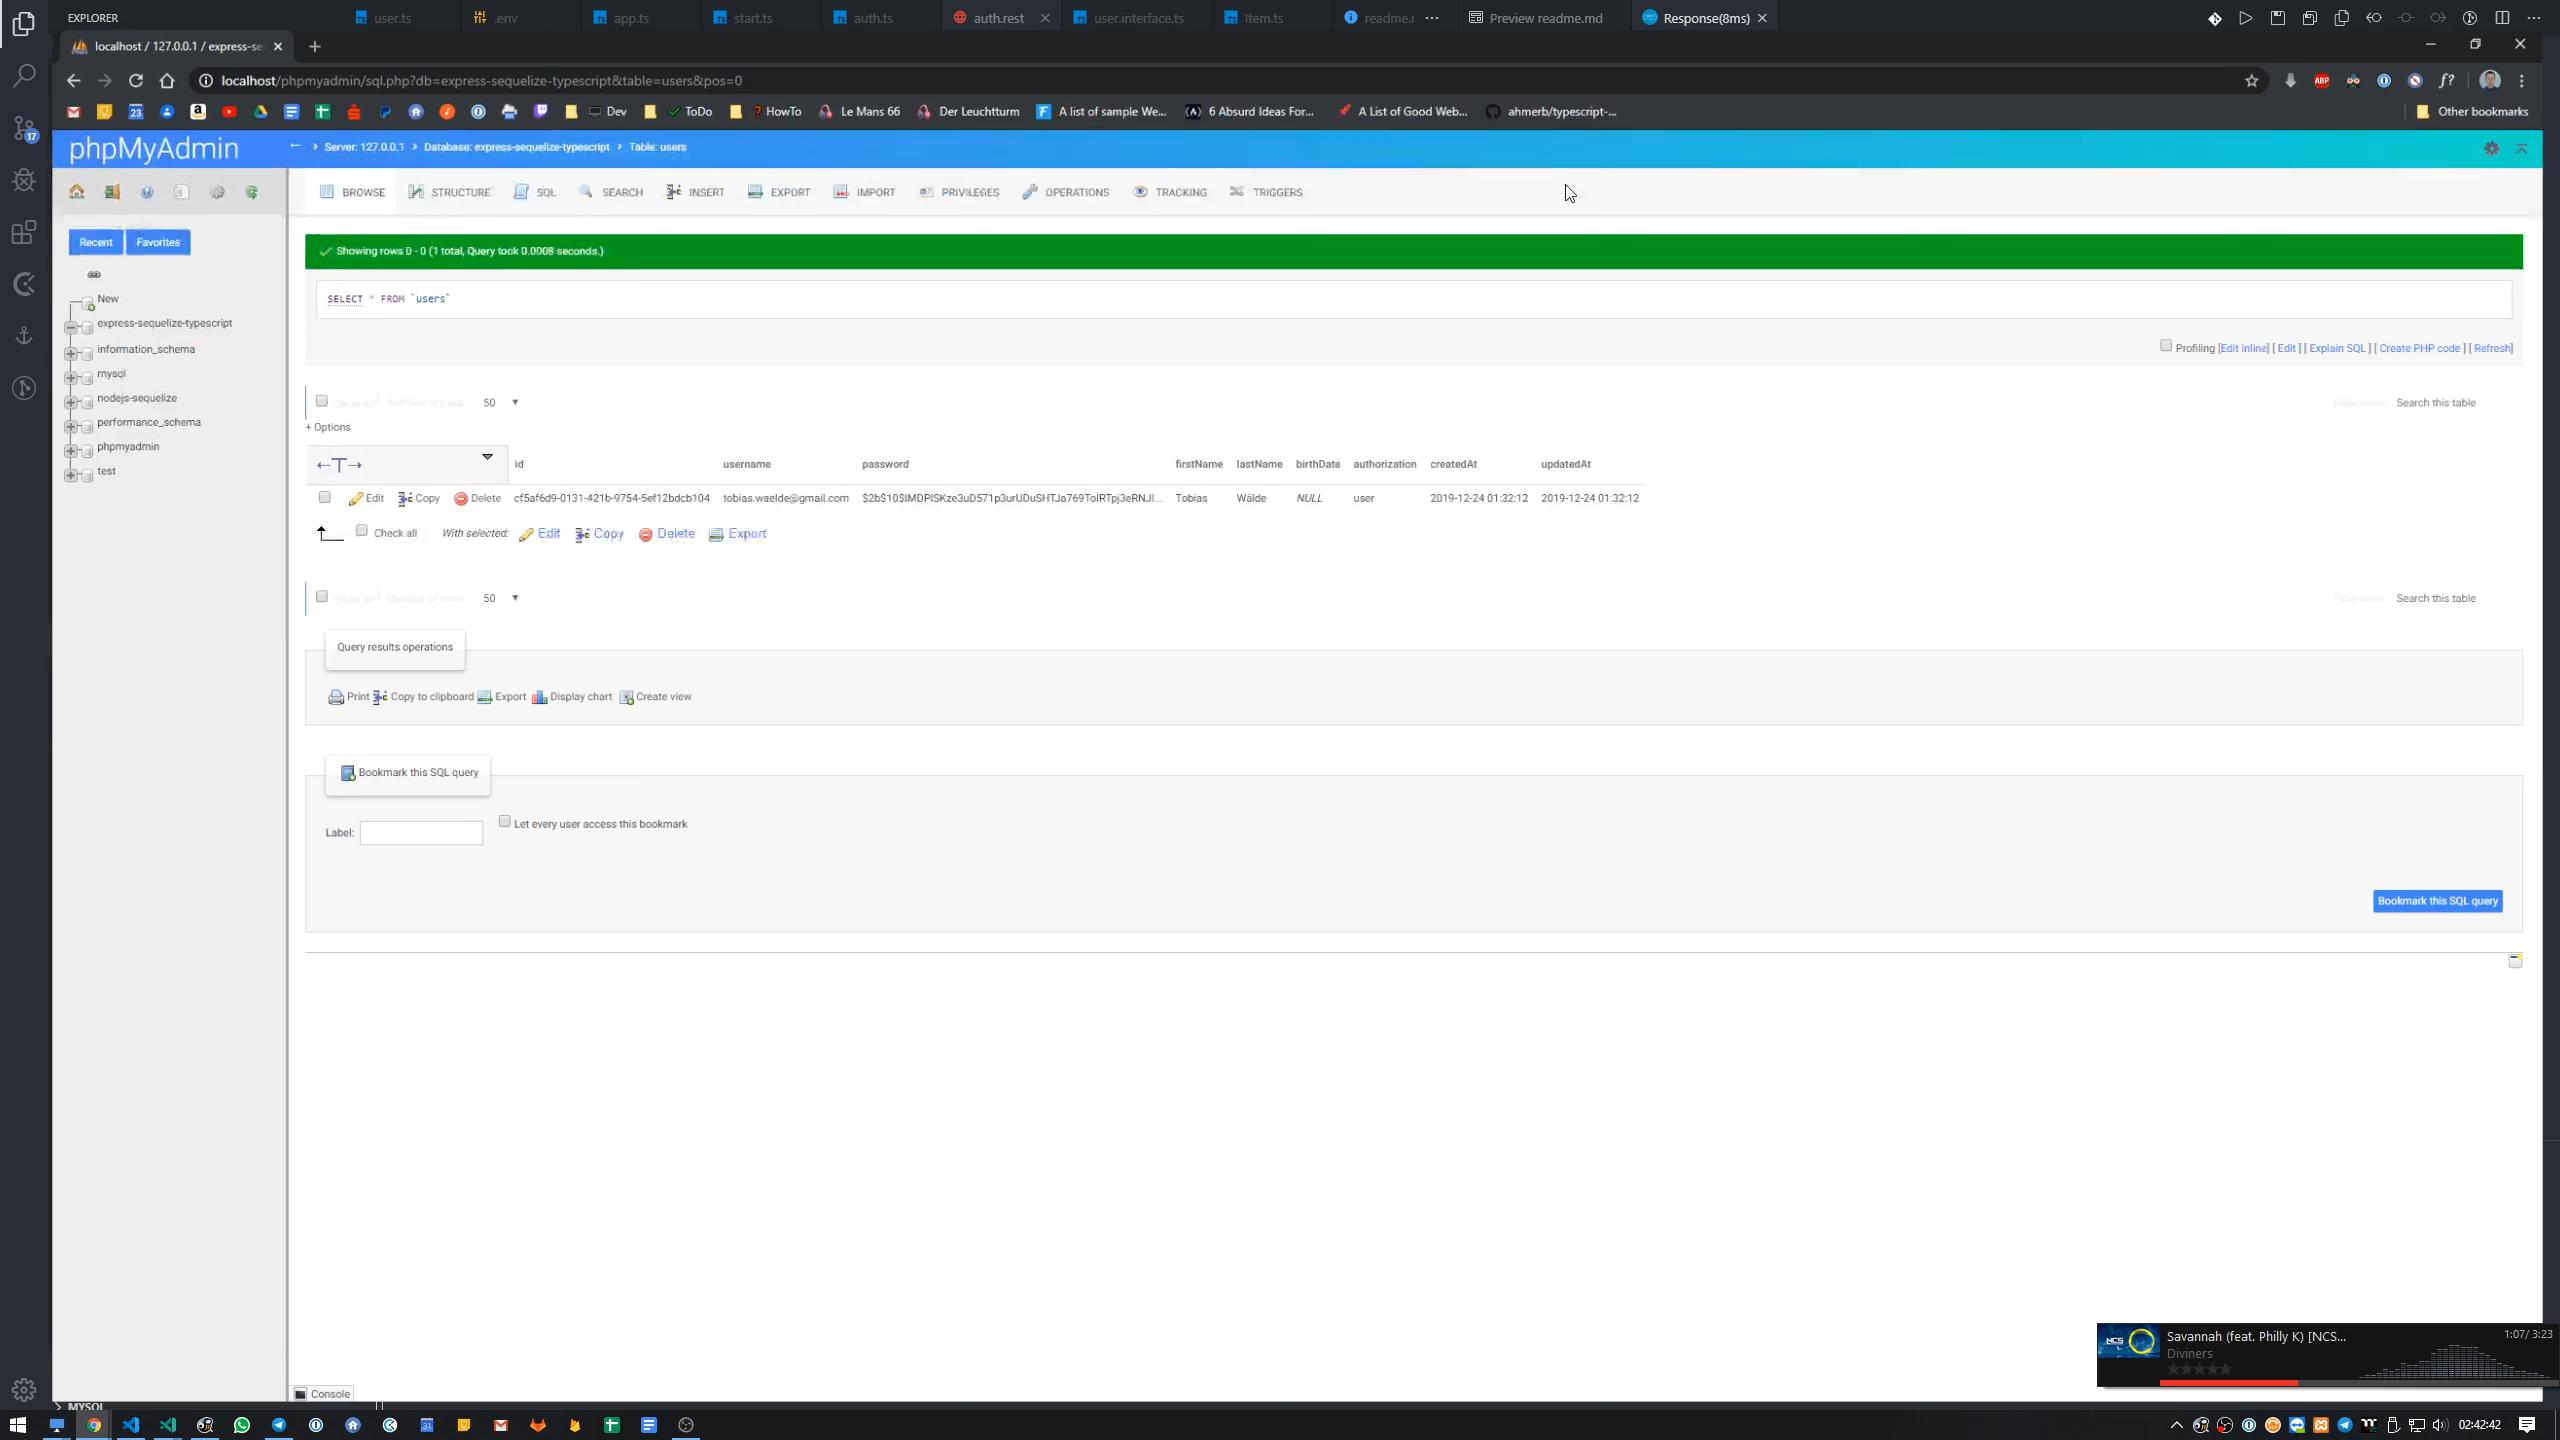 EXPLORER
user.ts
.env
app.ts
start.ts
auth.ts
auth.rest
user.interface.ts
Item.ts
Preview readme.md
Response(8ms)
localhost / 127.0.0.1 / express-se
localhost/phpmyadmin/sql.php?db=express-sequelize-typescript&table=users&pos=0
Dev
ToDo
HowTo
Le Mans 66
Der Leuchtturm
A list of sample We...
6 Absurd Ideas For...
A List of Good Web...
ahmerb/typescript-...
Other bookmarks
17
phpMyAdmin
Server: 127.0.0.1
Database: express-sequelize-typescript
Table: users
BROWSE
STRUCTURE
SQL
SEARCH
INSERT
EXPORT
IMPORT
PRIVILEGES
OPERATIONS
TRACKING
TRIGGERS
Recent
Favorites
New
express-sequelize-typescript
information_schema
mysql
nodejs-sequelize
performance_schema
phpmyadmin
test
Showing rows 0 - 0 (1 total, Query took 0.0008 seconds.)
SELECT * FROM `users`
Profiling [Edit inline] [ Edit ] [ Explain SQL ] [ Create PHP code ] [ Refresh]
50
Search this table
+ Options
id username password firstName lastName birthDate authorization createdAt updatedAt
Edit Copy Delete cf5af6d9-0131-421b-9754-5ef12bdcb104 tobias.waelde@gmail.com Tobias Wälde NULL user 2019-12-24 01:32:12 2019-12-24 01:32:12
Check all With selected: Edit Copy Delete Export
50
Search this table
Query results operations
Print Copy to clipboard Export Display chart Create view
Bookmark this SQL query
Label:
Let every user access this bookmark
Bookmark this SQL query
Console
MYSQL
Savannah (feat. Philly K) [NCS...
1:07/ 3:23
Diviners
02:42:42